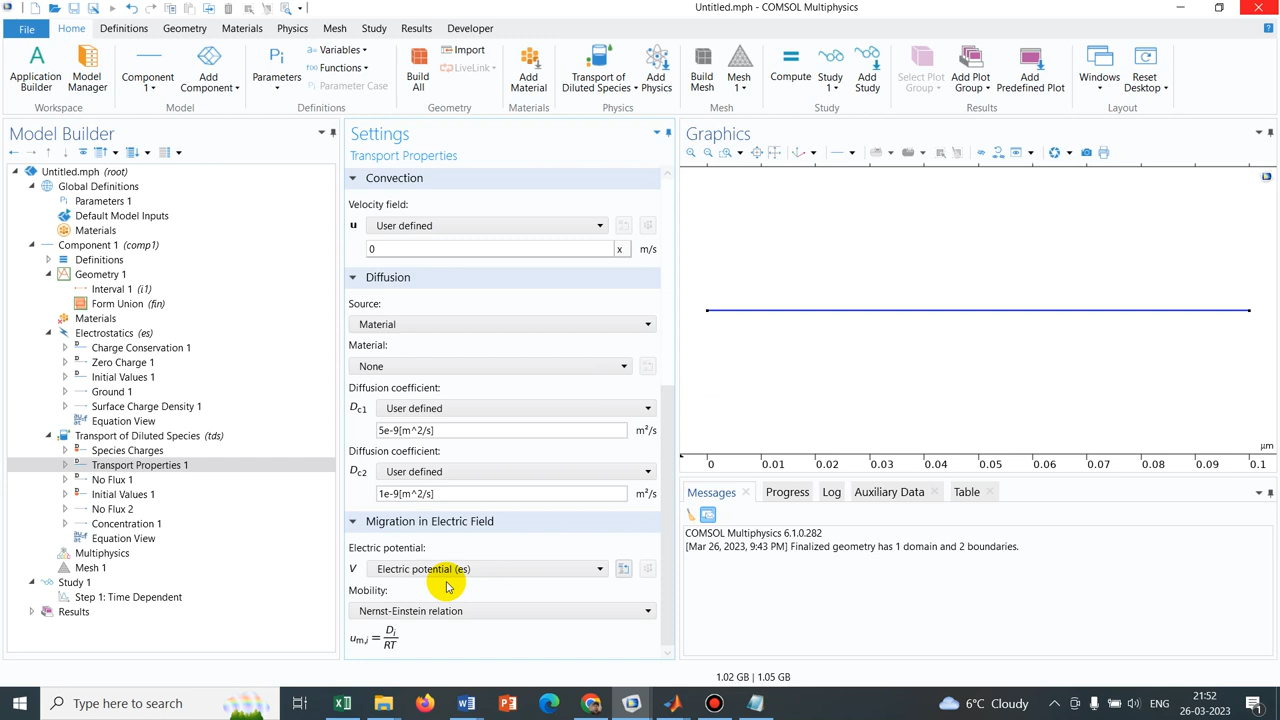 Untitled.mph - COMSOL Multiphysics
File
Home
Definitions
Geometry
Materials
Physics
Mesh
Study
Results
Developer
Application Builder
Model Manager
Workspace
Component 1
Add Component
Model
Parameters
Variables
Functions
Parameter Case
Definitions
Build All
Import
LiveLink
Geometry
Add Material
Materials
Transport of Diluted Species
Add Physics
Physics
Build Mesh
Mesh 1
Mesh
Compute
Study 1
Add Study
Study
Select Plot Group
Add Plot Group
Add Predefined Plot
Results
Windows
Reset Desktop
Layout
Model Builder
Untitled.mph (root)
Global Definitions
Parameters 1
Default Model Inputs
Materials
Component 1 (comp1)
Definitions
Geometry 1
Interval 1 (i1)
Form Union (fin)
Materials
Electrostatics (es)
Charge Conservation 1
Zero Charge 1
Initial Values 1
Ground 1
Surface Charge Density 1
Equation View
Transport of Diluted Species (tds)
Species Charges
Transport Properties 1
No Flux 1
Initial Values 1
No Flux 2
Concentration 1
Equation View
Multiphysics
Mesh 1
Study 1
Step 1: Time Dependent
Results
Settings
Transport Properties
Convection
Velocity field:
u User defined
0 x m/s
Diffusion
Source:
Material
Material:
None
Diffusion coefficient:
Dc1 User defined
5e-9[m^2/s] m²/s
Diffusion coefficient:
Dc2 User defined
1e-9[m^2/s] m²/s
Migration in Electric Field
Electric potential:
V Electric potential (es)
Mobility:
Nernst-Einstein relation
um,i = Di/RT
Graphics
µm
0 0.01 0.02 0.03 0.04 0.05 0.06 0.07 0.08 0.09 0.1
Messages Progress Log Auxiliary Data Table
COMSOL Multiphysics 6.1.0.282
[Mar 26, 2023, 9:43 PM] Finalized geometry has 1 domain and 2 boundaries.
1.02 GB | 1.05 GB
Type here to search
6°C Cloudy
ENG
21:52
26-03-2023